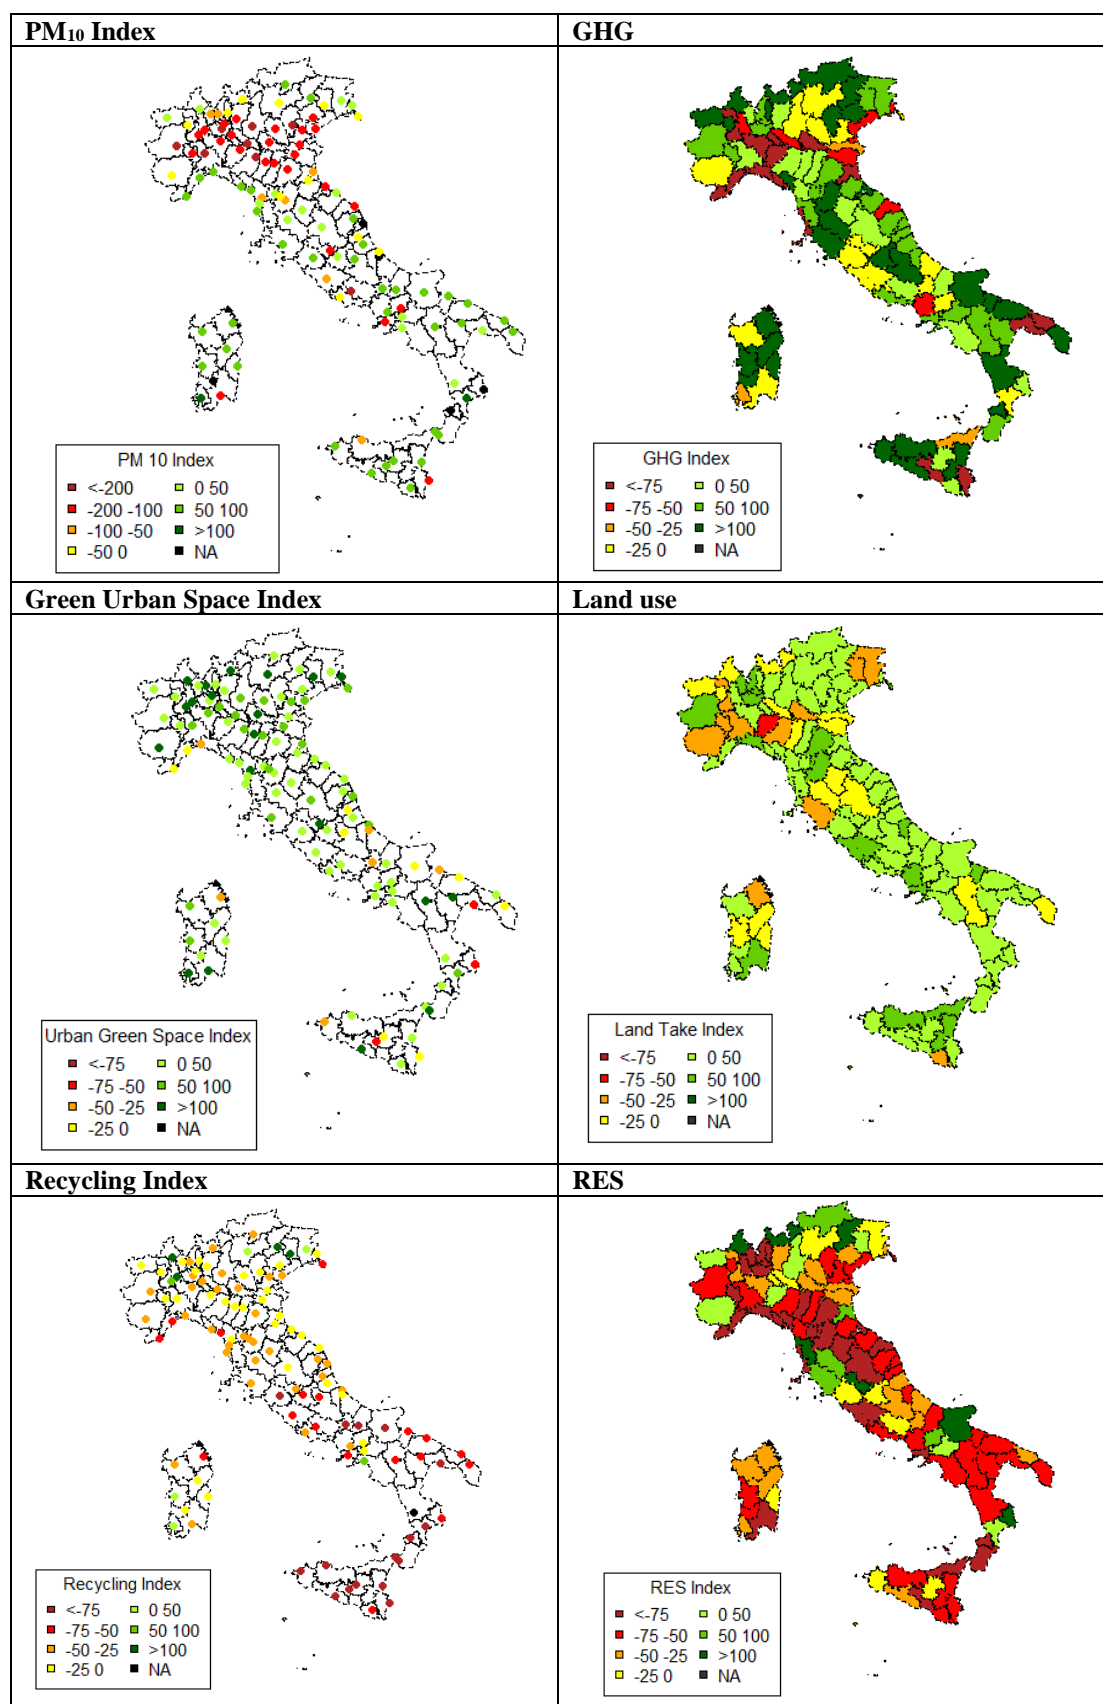 PM₁₀ Index
GHG
PM 10 Index
<-200
0 50
-200 -100
50 100
-100 -50
>100
-50 0
NA
GHG Index
<-75
0 50
-75 -50
50 100
-50 -25
>100
-25 0
NA
Green Urban Space Index
Land use
Urban Green Space Index
<-75
0 50
-75 -50
50 100
-50 -25
>100
-25 0
NA
Land Take Index
<-75
0 50
-75 -50
50 100
-50 -25
>100
-25 0
NA
Recycling Index
RES
Recycling Index
<-75
0 50
-75 -50
50 100
-50 -25
>100
-25 0
NA
RES Index
<-75
0 50
-75 -50
50 100
-50 -25
>100
-25 0
NA